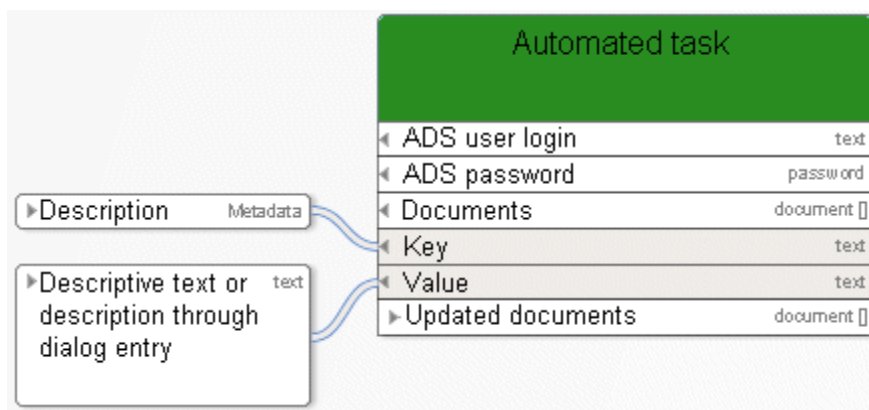 Automated task
ADS user login text
ADS password password
Documents document []
Description Metadata
Key text
Value text
Descriptive text or text
description through
dialog entry
Updated documents document []